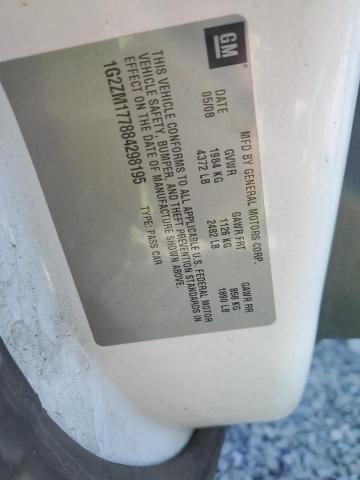 GM
MFD BY GENERAL MOTORS CORP.
DATE GVWR GAWR FRT GAWR RR
05/08 1984 KG 1126 KG 858 KG
4372 LB 2482 LB 1890 LB
THIS VEHICLE CONFORMS TO ALL APPLICABLE U.S. FEDERAL MOTOR
VEHICLE SAFETY, BUMPER, AND THEFT PREVENTION STANDARDS IN
EFFECT ON THE DATE OF MANUFACTURE SHOWN ABOVE.
1G2ZM177884298195 TYPE: PASS CAR